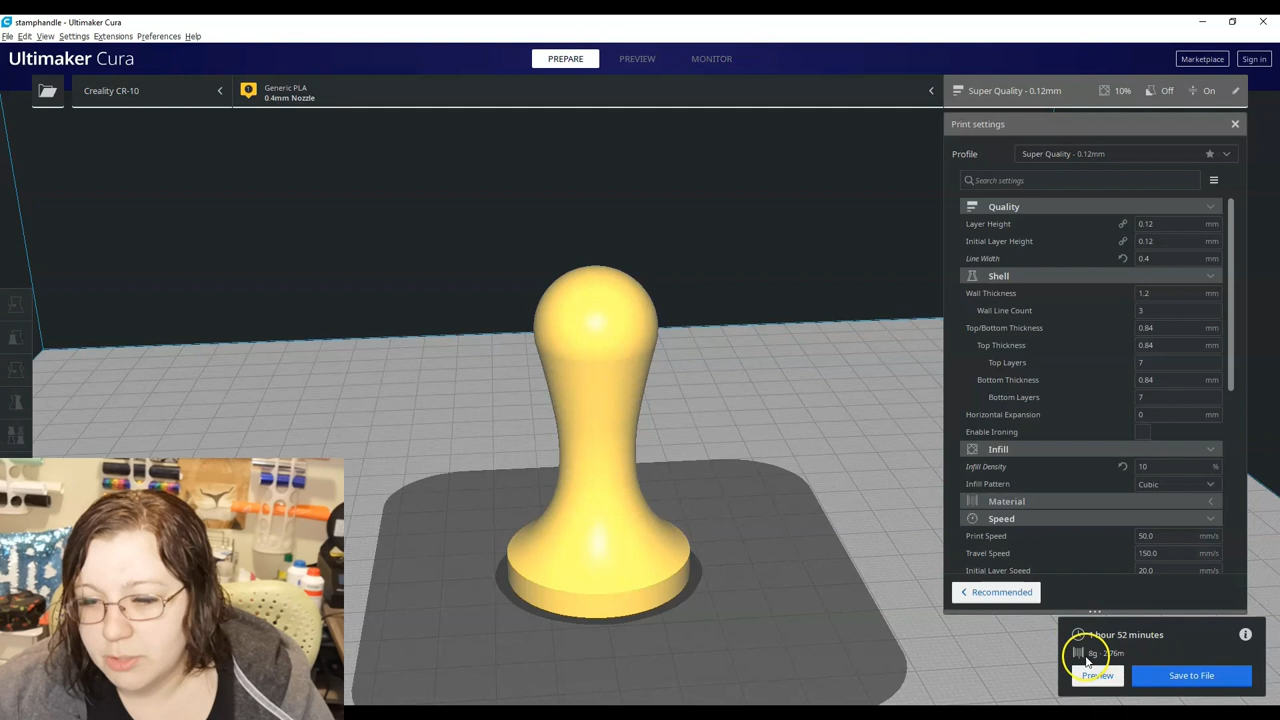 stamphandle - Ultimaker Cura
File Edit View Settings Extensions Preferences Help
Ultimaker Cura
PREPARE PREVIEW MONITOR
Marketplace
Sign in
Creality CR-10
Generic PLA
0.4mm Nozzle
Super Quality - 0.12mm 10% Off On
Print settings
Profile Super Quality - 0.12mm
Search settings
Quality
Layer Height 0.12 mm
Initial Layer Height 0.12 mm
Line Width 0.4 mm
Shell
Wall Thickness 1.2 mm
Wall Line Count 3
Top/Bottom Thickness 0.84 mm
Top Thickness 0.84 mm
Top Layers 7
Bottom Thickness 0.84 mm
Bottom Layers 7
Horizontal Expansion 0 mm
Enable Ironing
Infill
Infill Density 10 %
Infill Pattern Cubic
Material
Speed
Print Speed 50.0 mm/s
Travel Speed 150.0 mm/s
Initial Layer Speed 20.0 mm/s
Recommended
1 hour 52 minutes
8g · 2.76m
Preview
Save to File